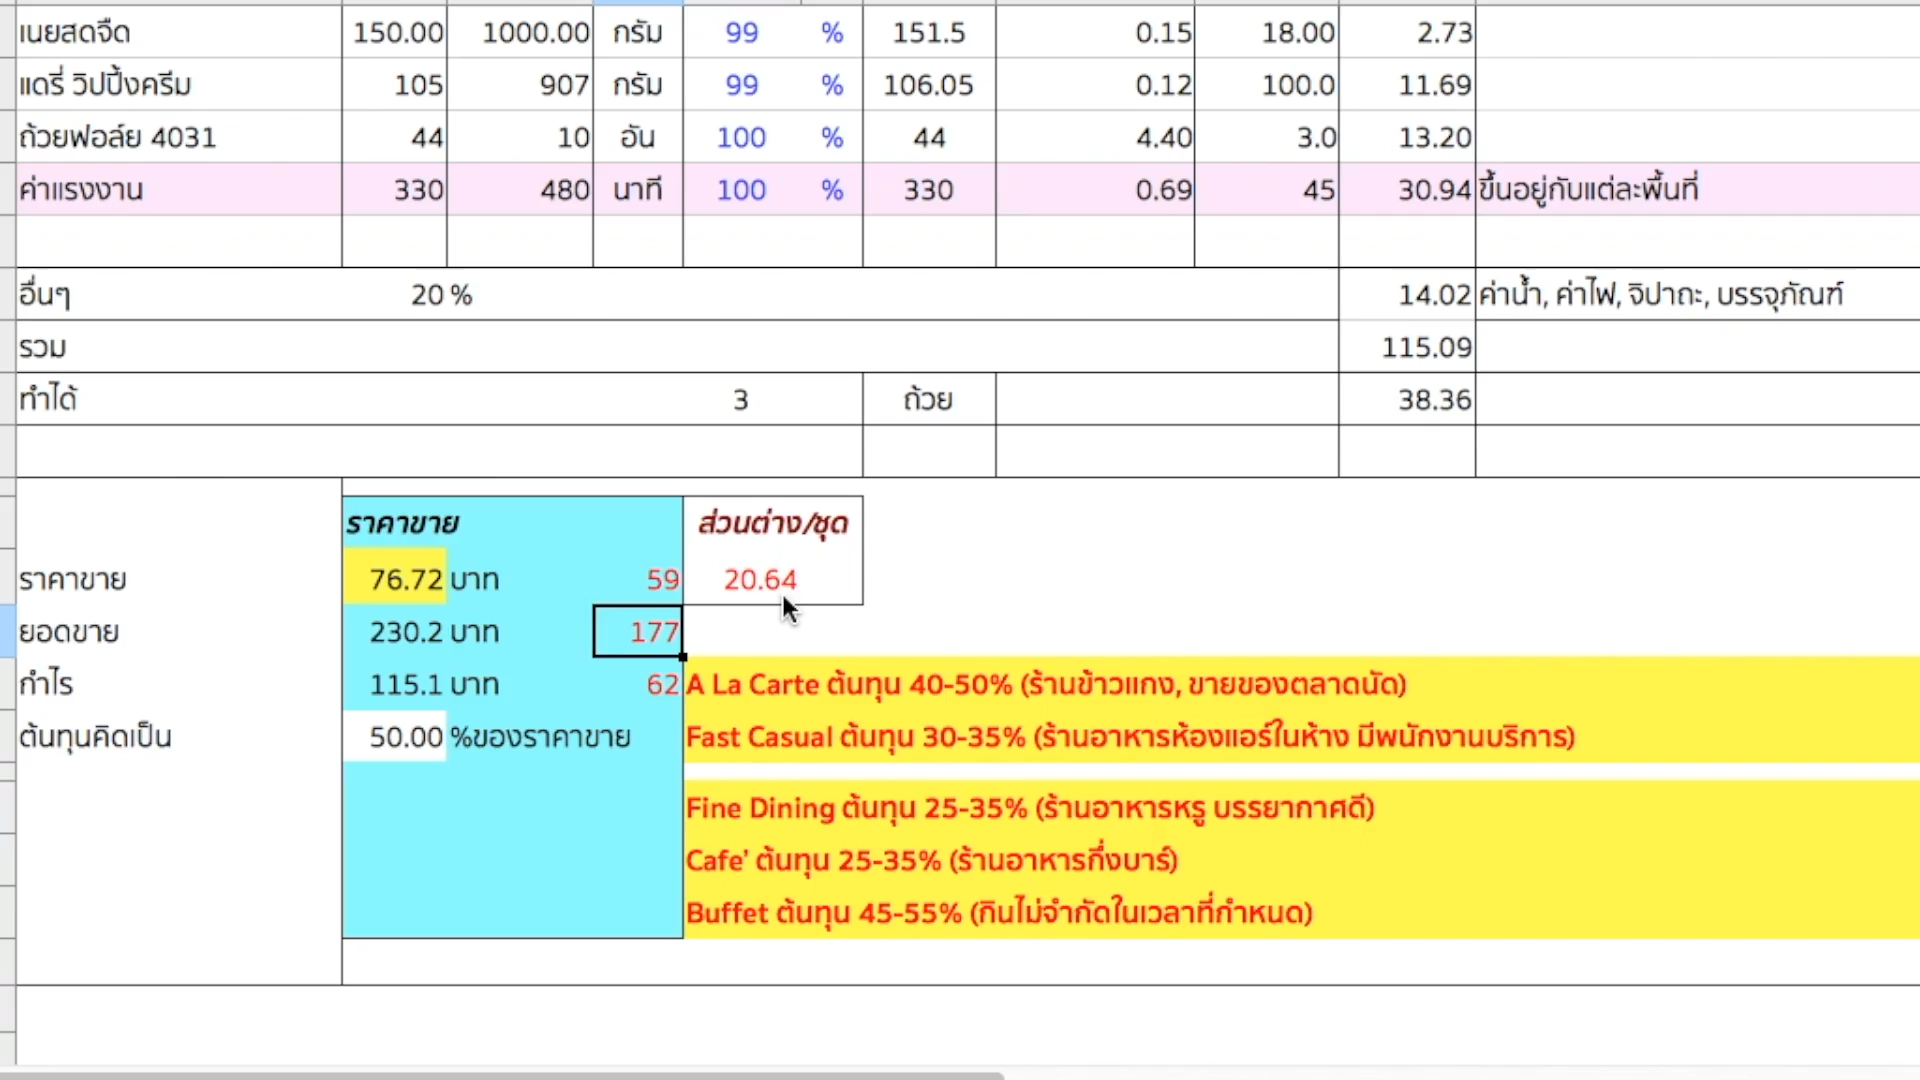 เนยสดจืด 150.00 1000.00 กรัม 99 % 151.5 0.15 18.00 2.73
แดรี่ วิปปิ้งครีม 105 907 กรัม 99 % 106.05 0.12 100.0 11.69
ถ้วยฟอล์ย 4031 44 10 อัน 100 % 44 4.40 3.0 13.20
ค่าแรงงาน 330 480 นาที 100 % 330 0.69 45 30.94 ขึ้นอยู่กับแต่ละพื้นที่
อื่นๆ 20 % 14.02 ค่าน้ำ, ค่าไฟ, จิปาถะ, บรรจุภัณฑ์
รวม 115.09
ทำได้ 3 ถ้วย 38.36
ราคาขาย ส่วนต่าง/ชุด
ราคาขาย 76.72 บาท 59 20.64
ยอดขาย 230.2 บาท 177
กำไร 115.1 บาท 62 A La Carte ต้นทุน 40-50% (ร้านข้าวแกง, ขายของตลาดนัด)
ต้นทุนคิดเป็น 50.00 %ของราคาขาย Fast Casual ต้นทุน 30-35% (ร้านอาหารห้องแอร์ในห้าง มีพนักงานบริการ)
Fine Dining ต้นทุน 25-35% (ร้านอาหารหรู บรรยากาศดี)
Cafe’ ต้นทุน 25-35% (ร้านอาหารกึ่งบาร์)
Buffet ต้นทุน 45-55% (กินไม่จำกัดในเวลาที่กำหนด)